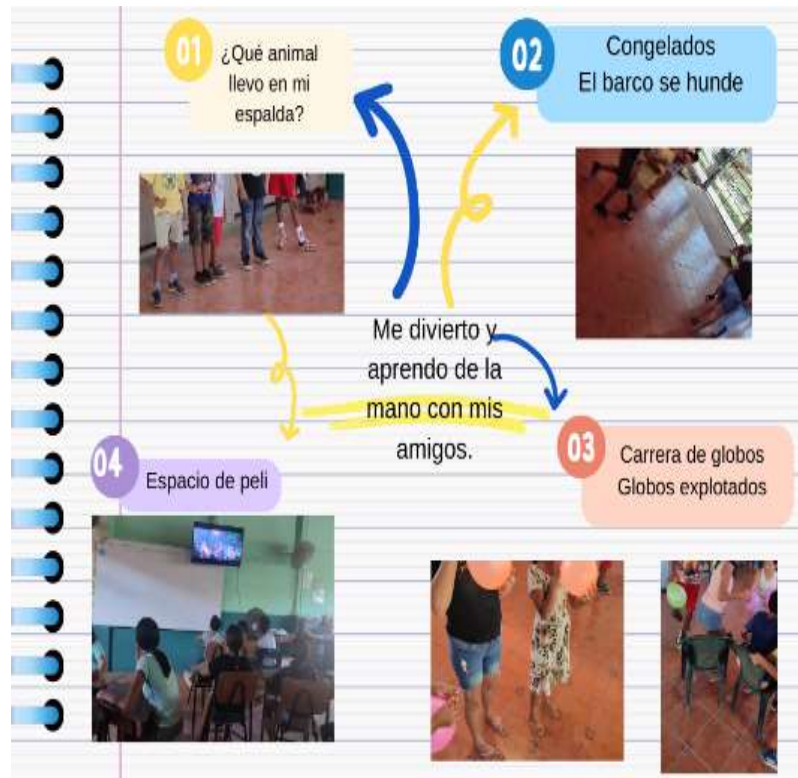 01
¿Qué animal
llevo en mi
espalda?
02
Congelados
El barco se hunde
Me divierto y
aprendo de la
mano con mis
amigos.
03
Carrera de globos
Globos explotados
04
Espacio de peli